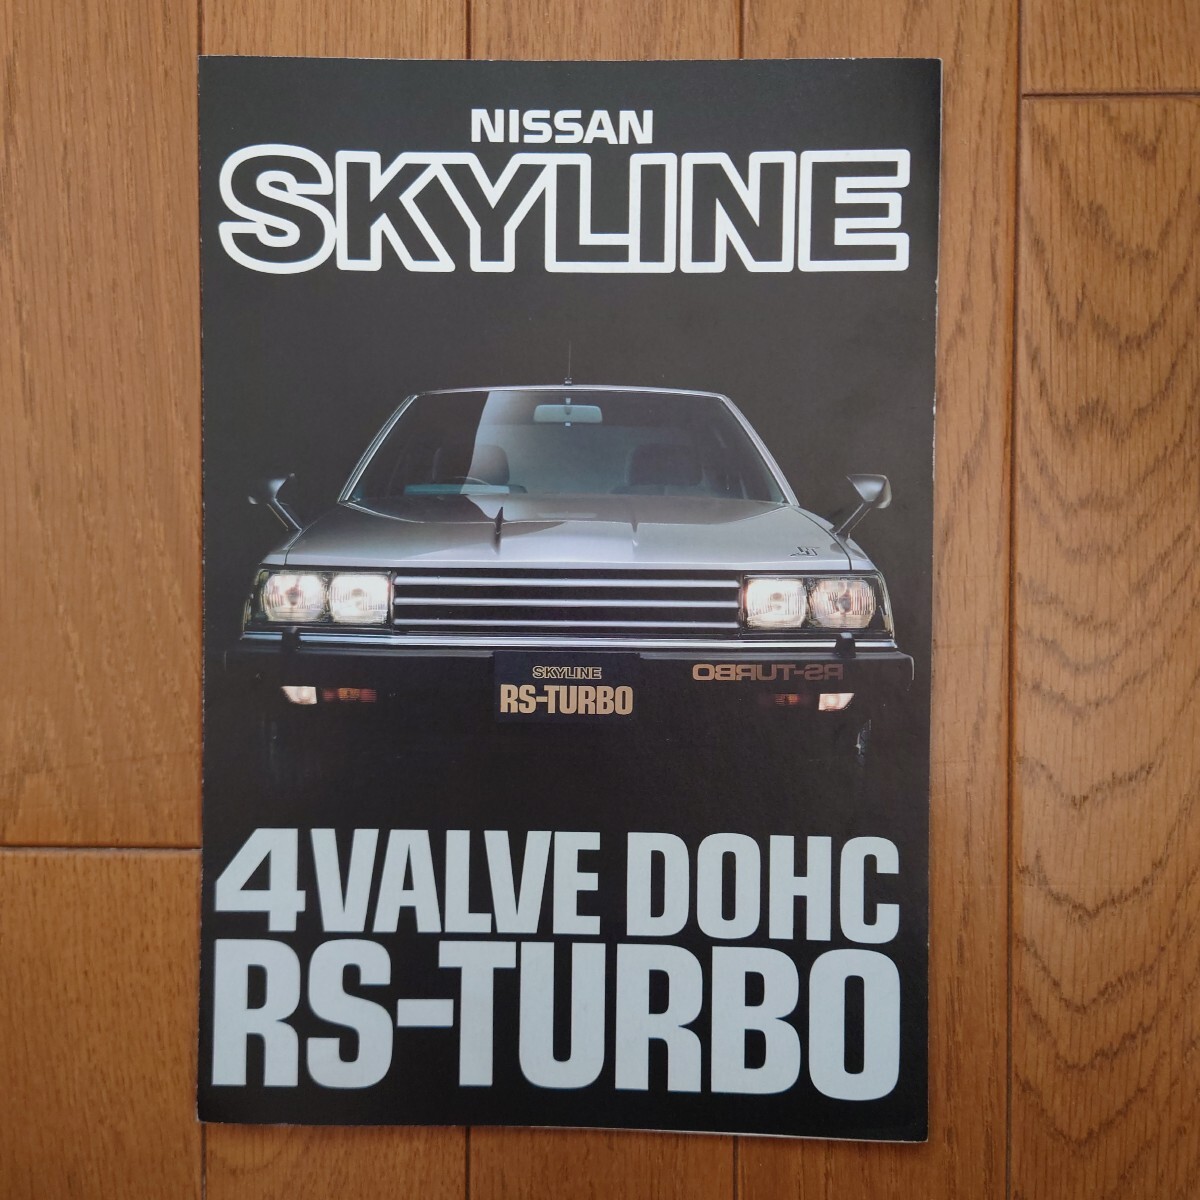 NISSAN
SKYLINE
SKYLINE
RS-TURBO
RS-TURBO
4VALVE DOHC
RS-TURBO